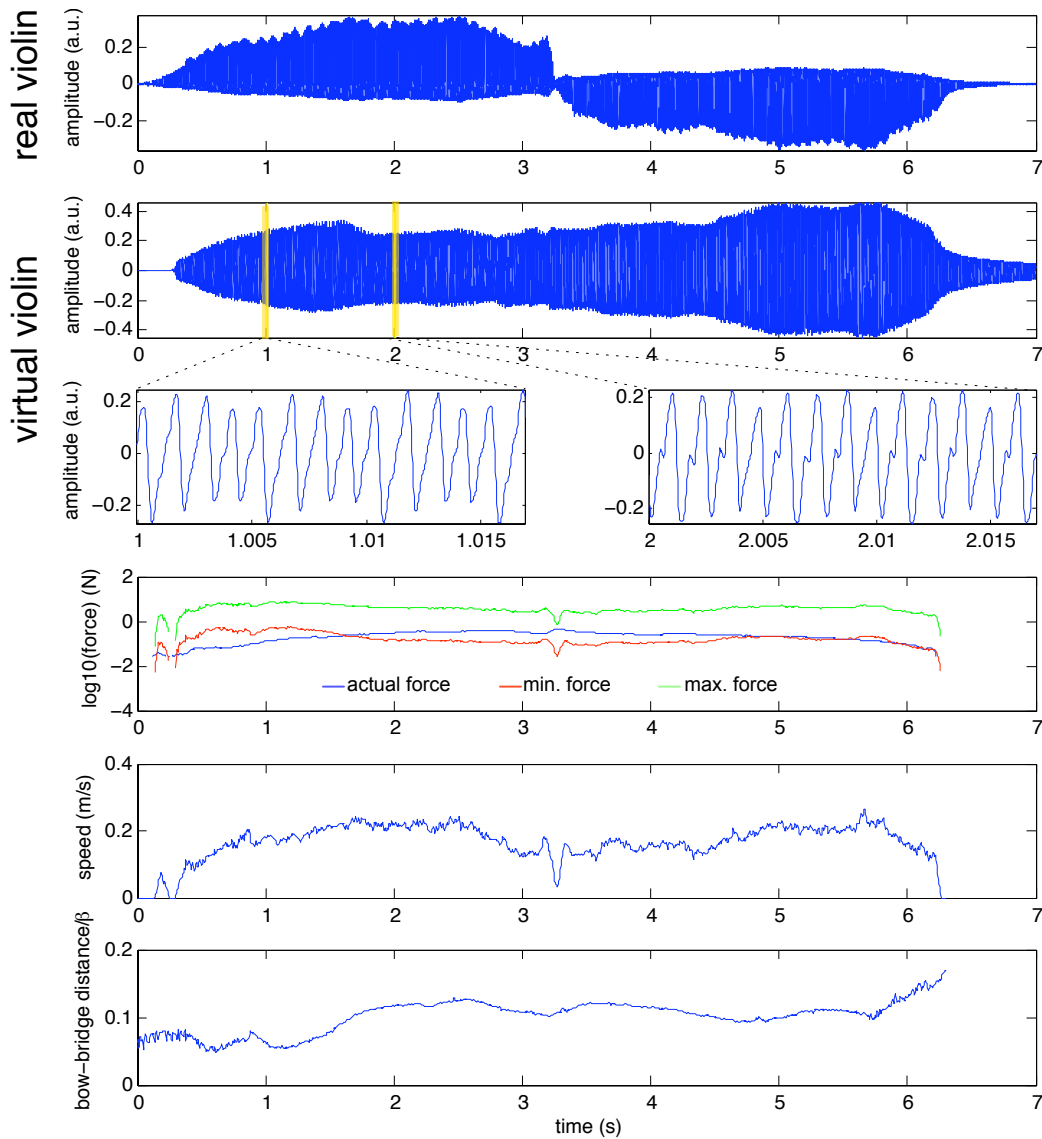 real violin
amplitude (a.u.)
0.2
0
−0.2
0 1 2 3 4 5 6 7
virtual violin
amplitude (a.u.)
0.4
0.2
0
−0.2
−0.4
0 1 2 3 4 5 6 7
amplitude (a.u.)
0.2
0
−0.2
1 1.005 1.01 1.015
0.2
0
−0.2
2 2.005 2.01 2.015
log10(force) (N)
2
0
−2
−4
actual force min. force max. force
0 1 2 3 4 5 6 7
speed (m/s)
0.4
0.2
0
0 1 2 3 4 5 6 7
bow−bridge distance/β
0.2
0.1
0
0 1 2 3 4 5 6 7
time (s)